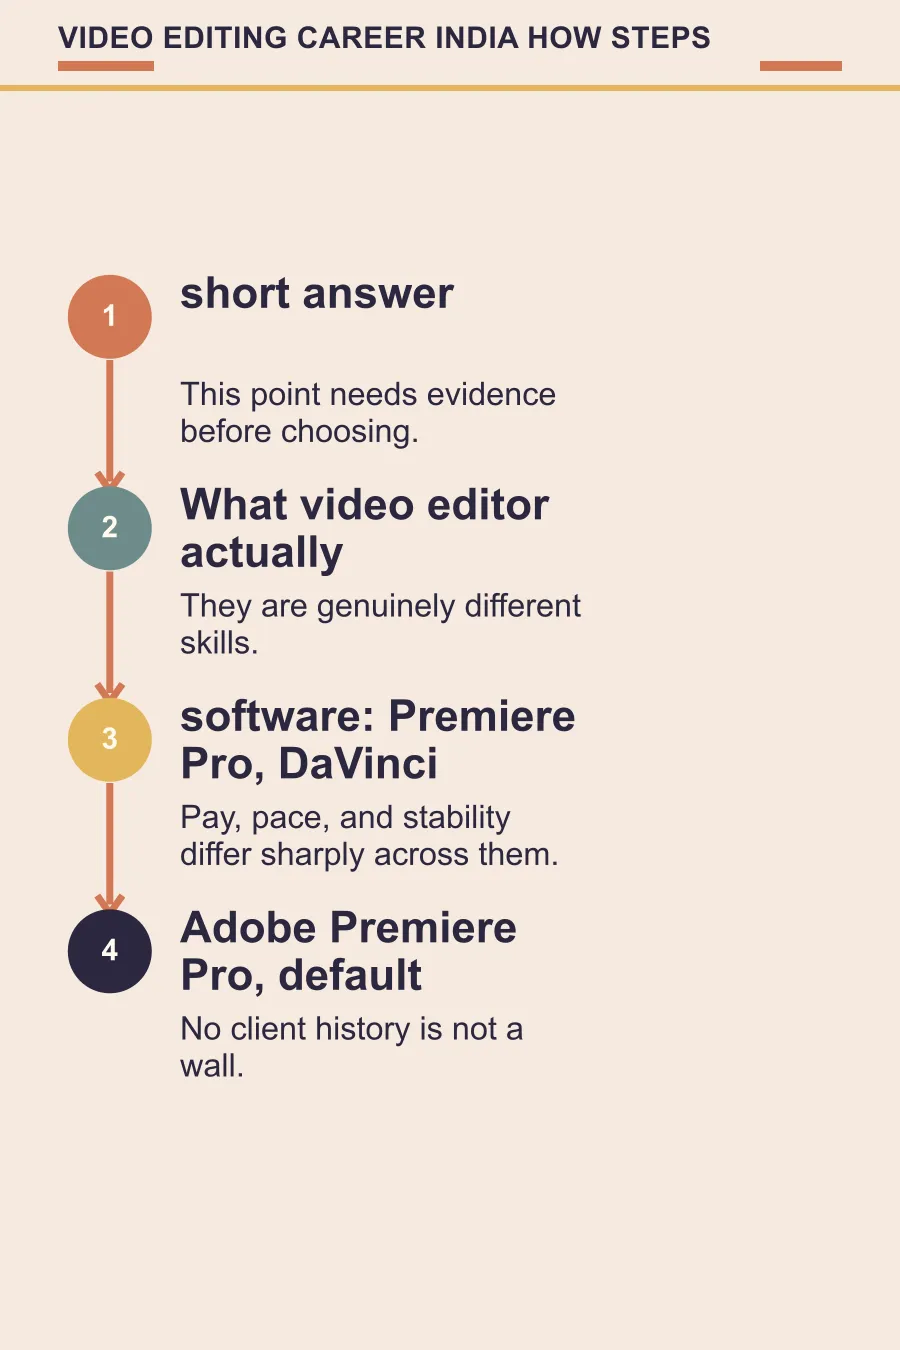 VIDEO EDITING CAREER INDIA HOW STEPS
1
short answer
This point needs evidence
before choosing.
2
What video editor
actually
They are genuinely different
skills.
3
software: Premiere
Pro, DaVinci
Pay, pace, and stability
differ sharply across them.
4
Adobe Premiere
Pro, default
No client history is not a
wall.